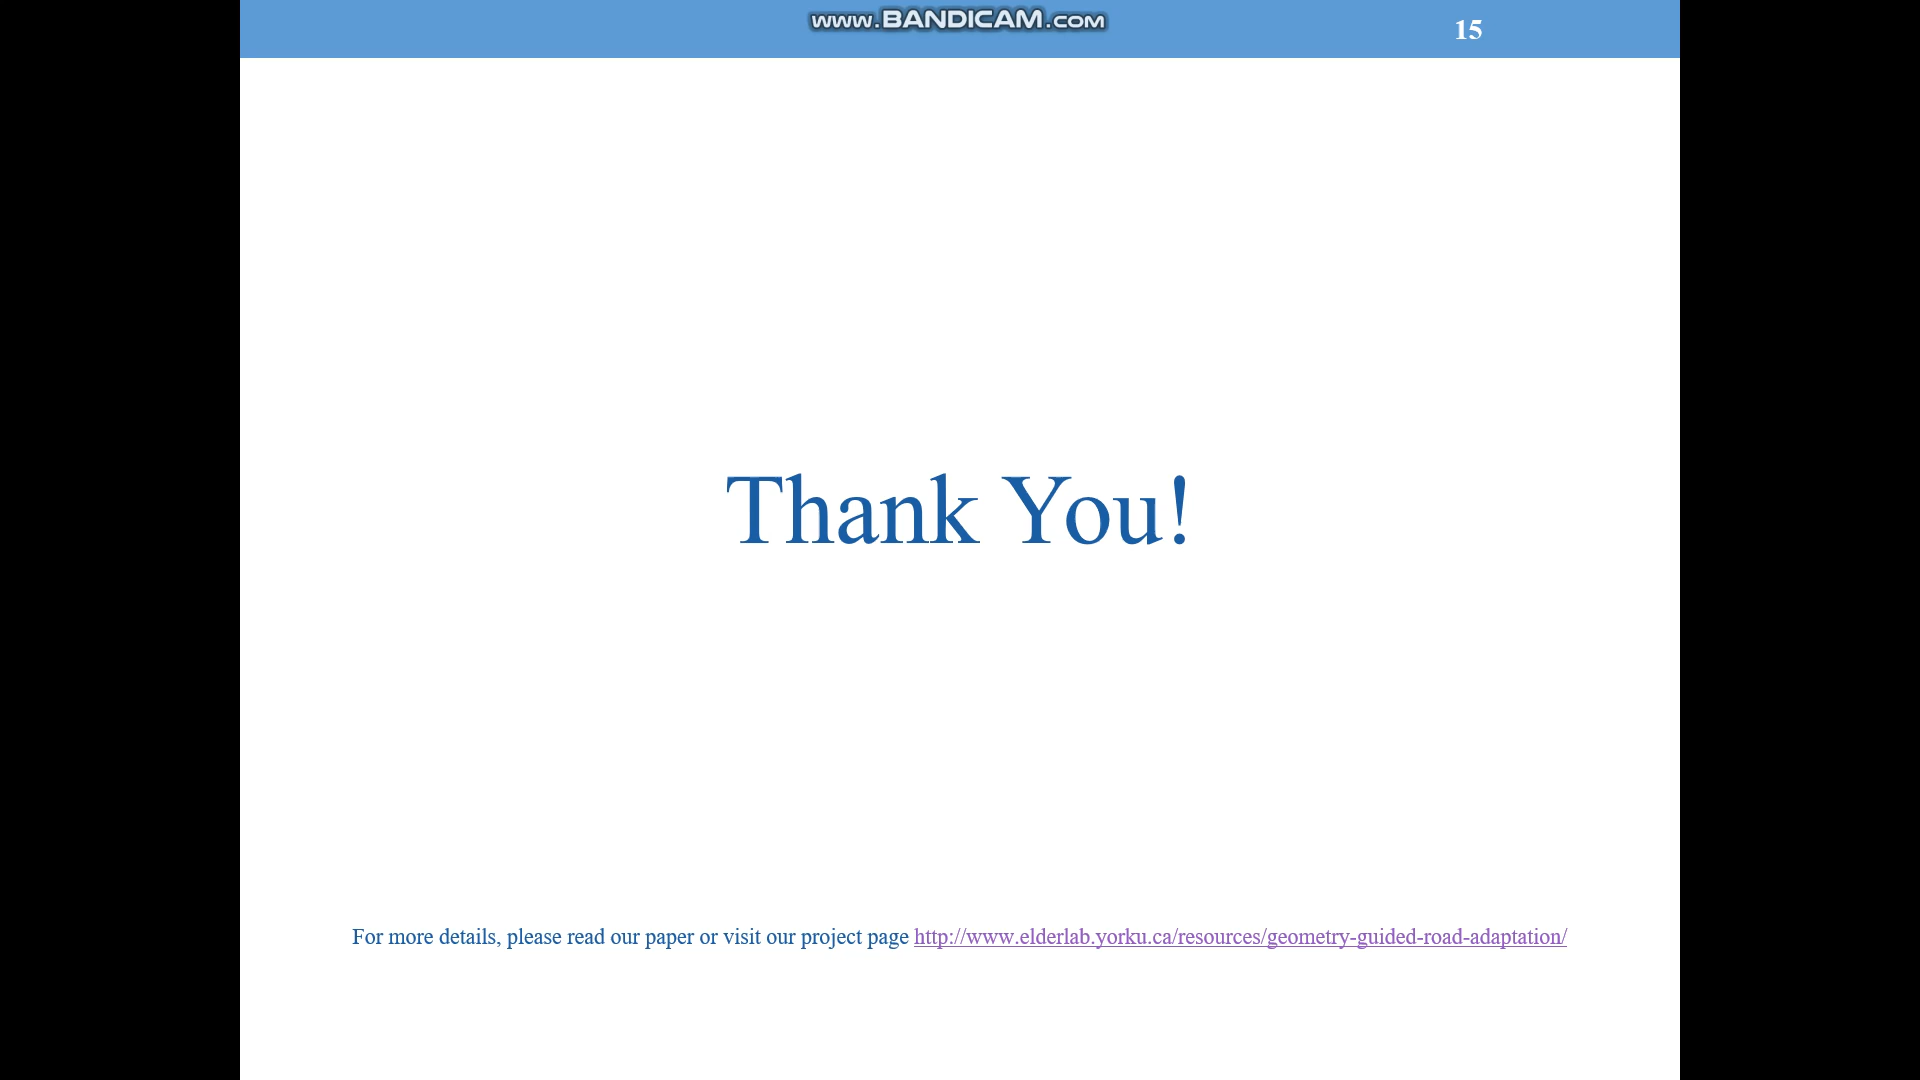 www.BANDICAM.com
15
Thank You!
For more details, please read our paper or visit our project page http://www.elderlab.yorku.ca/resources/geometry-guided-road-adaptation/